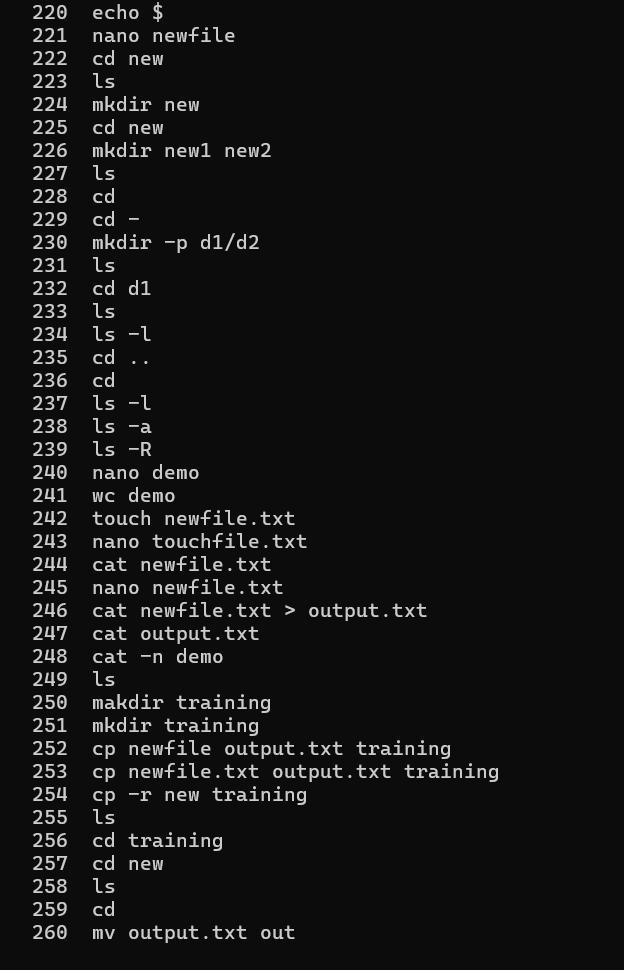 220 echo $
221 nano newfile
222 cd new
223 ls
224 mkdir new
225 cd new
226 mkdir new1 new2
227 ls
228 cd
229 cd -
230 mkdir -p d1/d2
231 ls
232 cd d1
233 ls
234 ls -l
235 cd ..
236 cd
237 ls -l
238 ls -a
239 ls -R
240 nano demo
241 wc demo
242 touch newfile.txt
243 nano touchfile.txt
244 cat newfile.txt
245 nano newfile.txt
246 cat newfile.txt > output.txt
247 cat output.txt
248 cat -n demo
249 ls
250 makdir training
251 mkdir training
252 cp newfile output.txt training
253 cp newfile.txt output.txt training
254 cp -r new training
255 ls
256 cd training
257 cd new
258 ls
259 cd
260 mv output.txt out